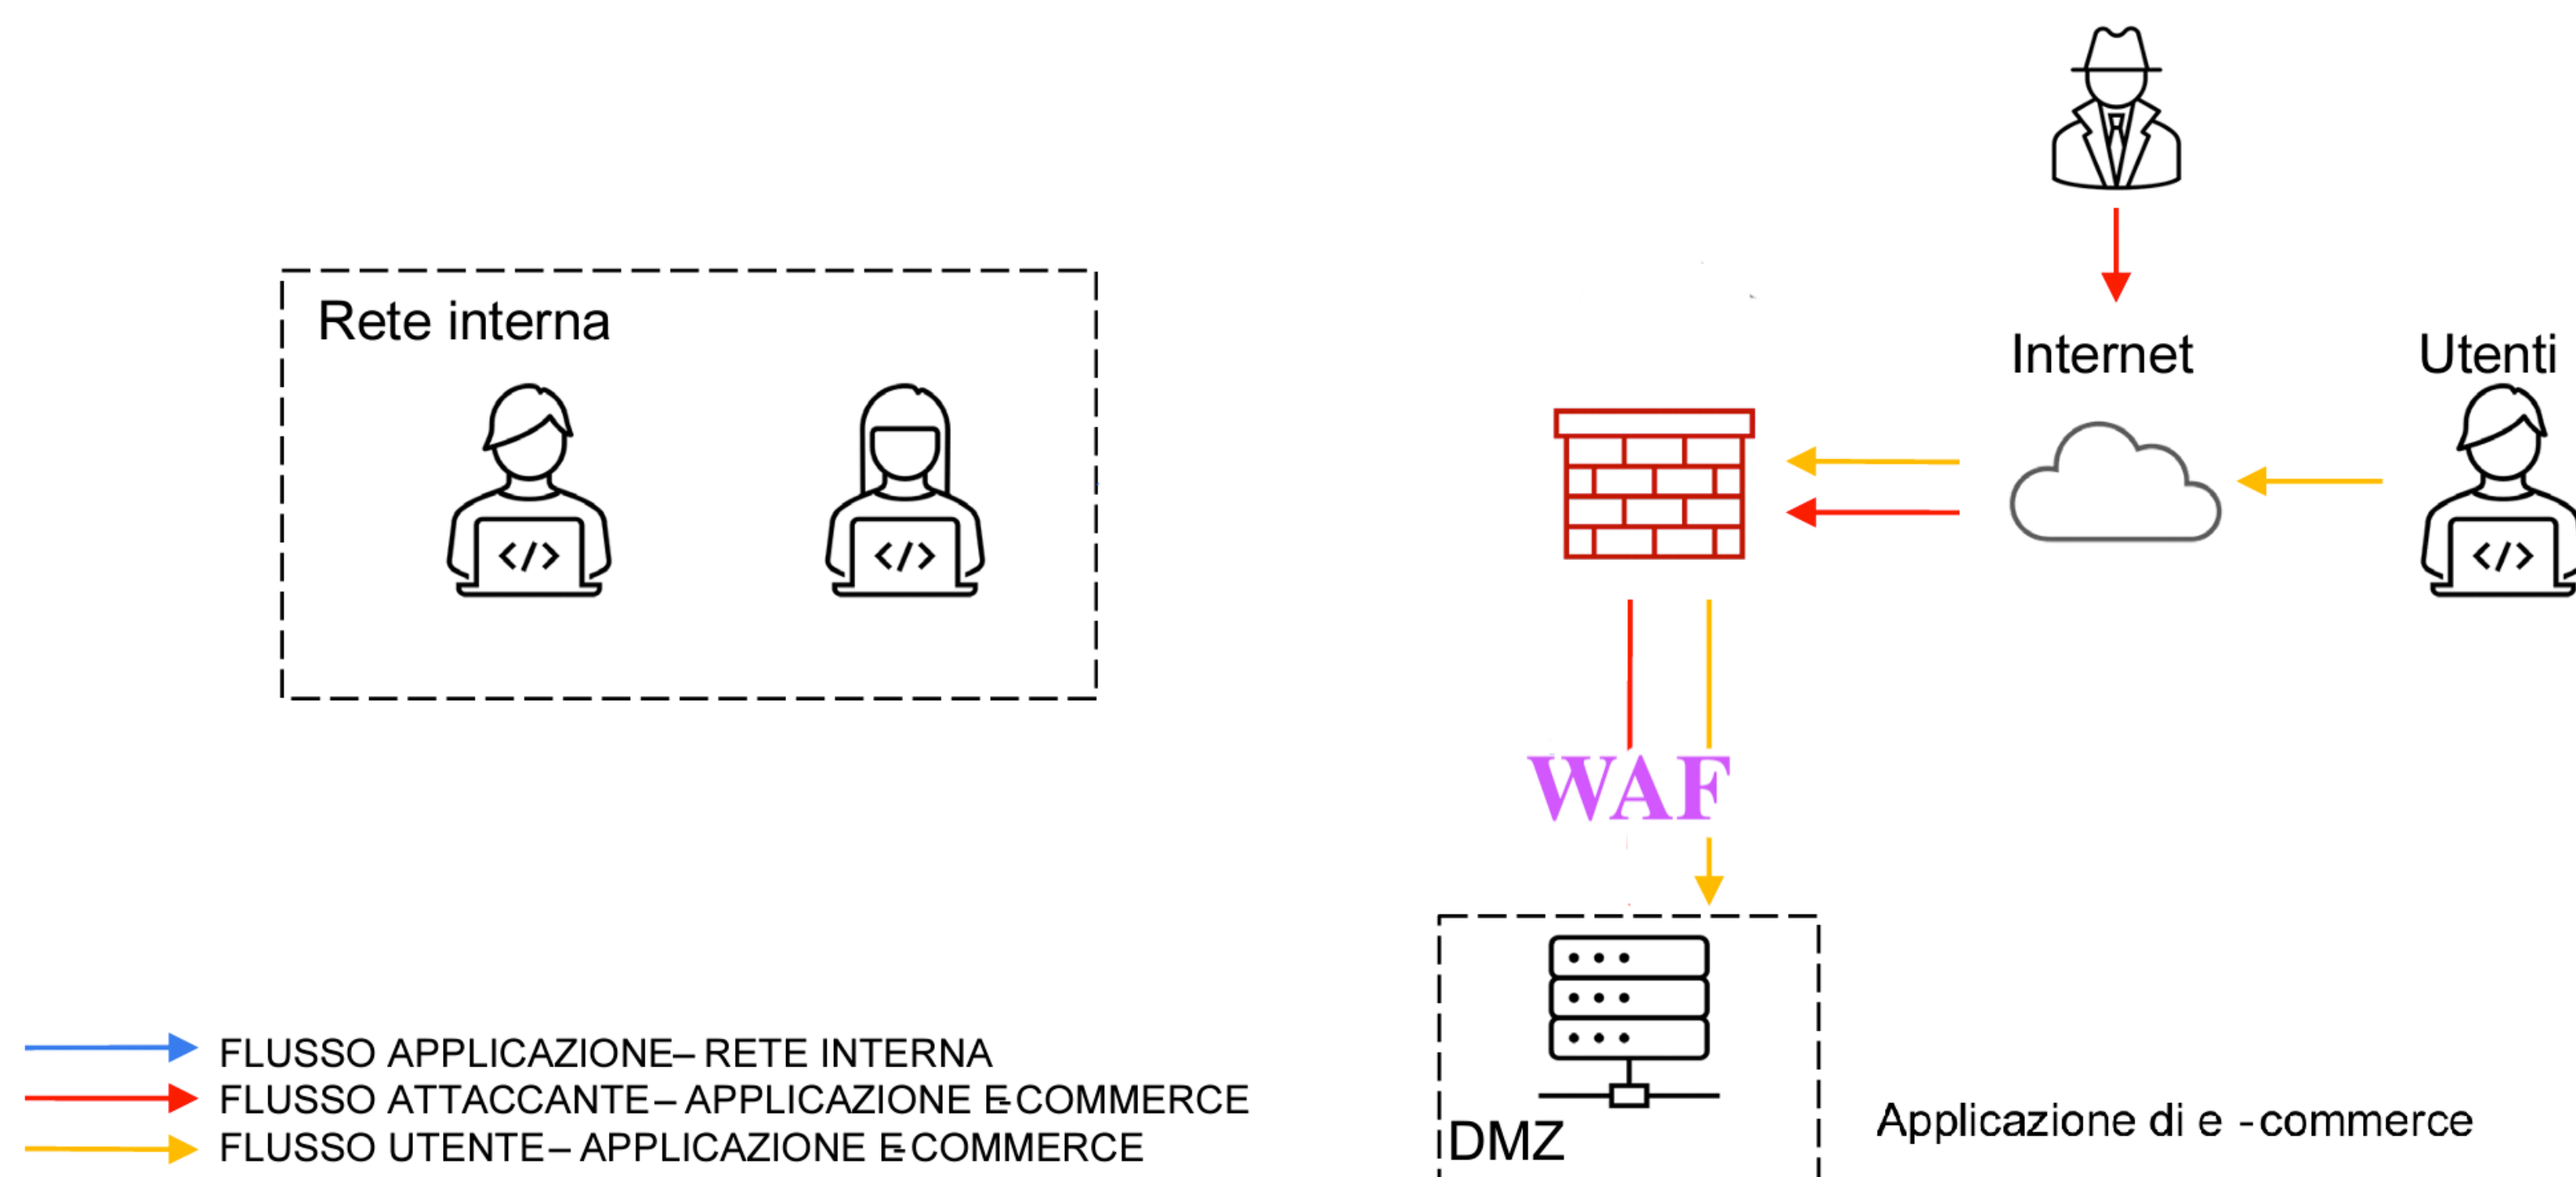 Rete interna
Internet
Utenti
</>
</>
</>
WAF
FLUSSO APPLICAZIONE– RETE INTERNA
FLUSSO ATTACCANTE– APPLICAZIONE E-COMMERCE
FLUSSO UTENTE– APPLICAZIONE E-COMMERCE
DMZ
Applicazione di e -commerce